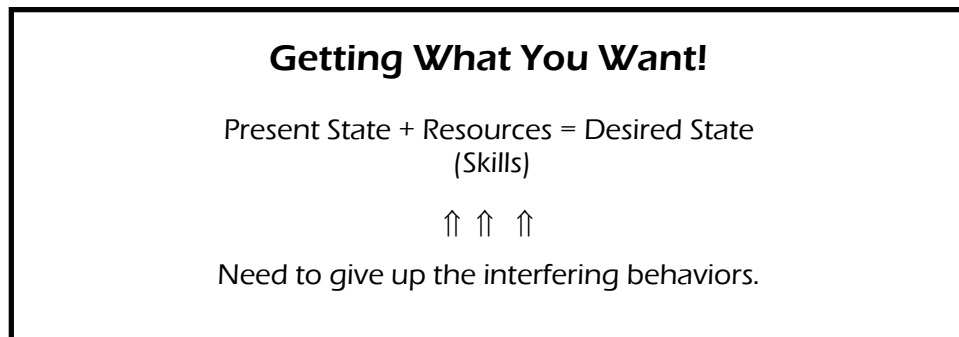 Getting What You Want!
Present State + Resources = Desired State
(Skills)
⇑ ⇑ ⇑
Need to give up the interfering behaviors.